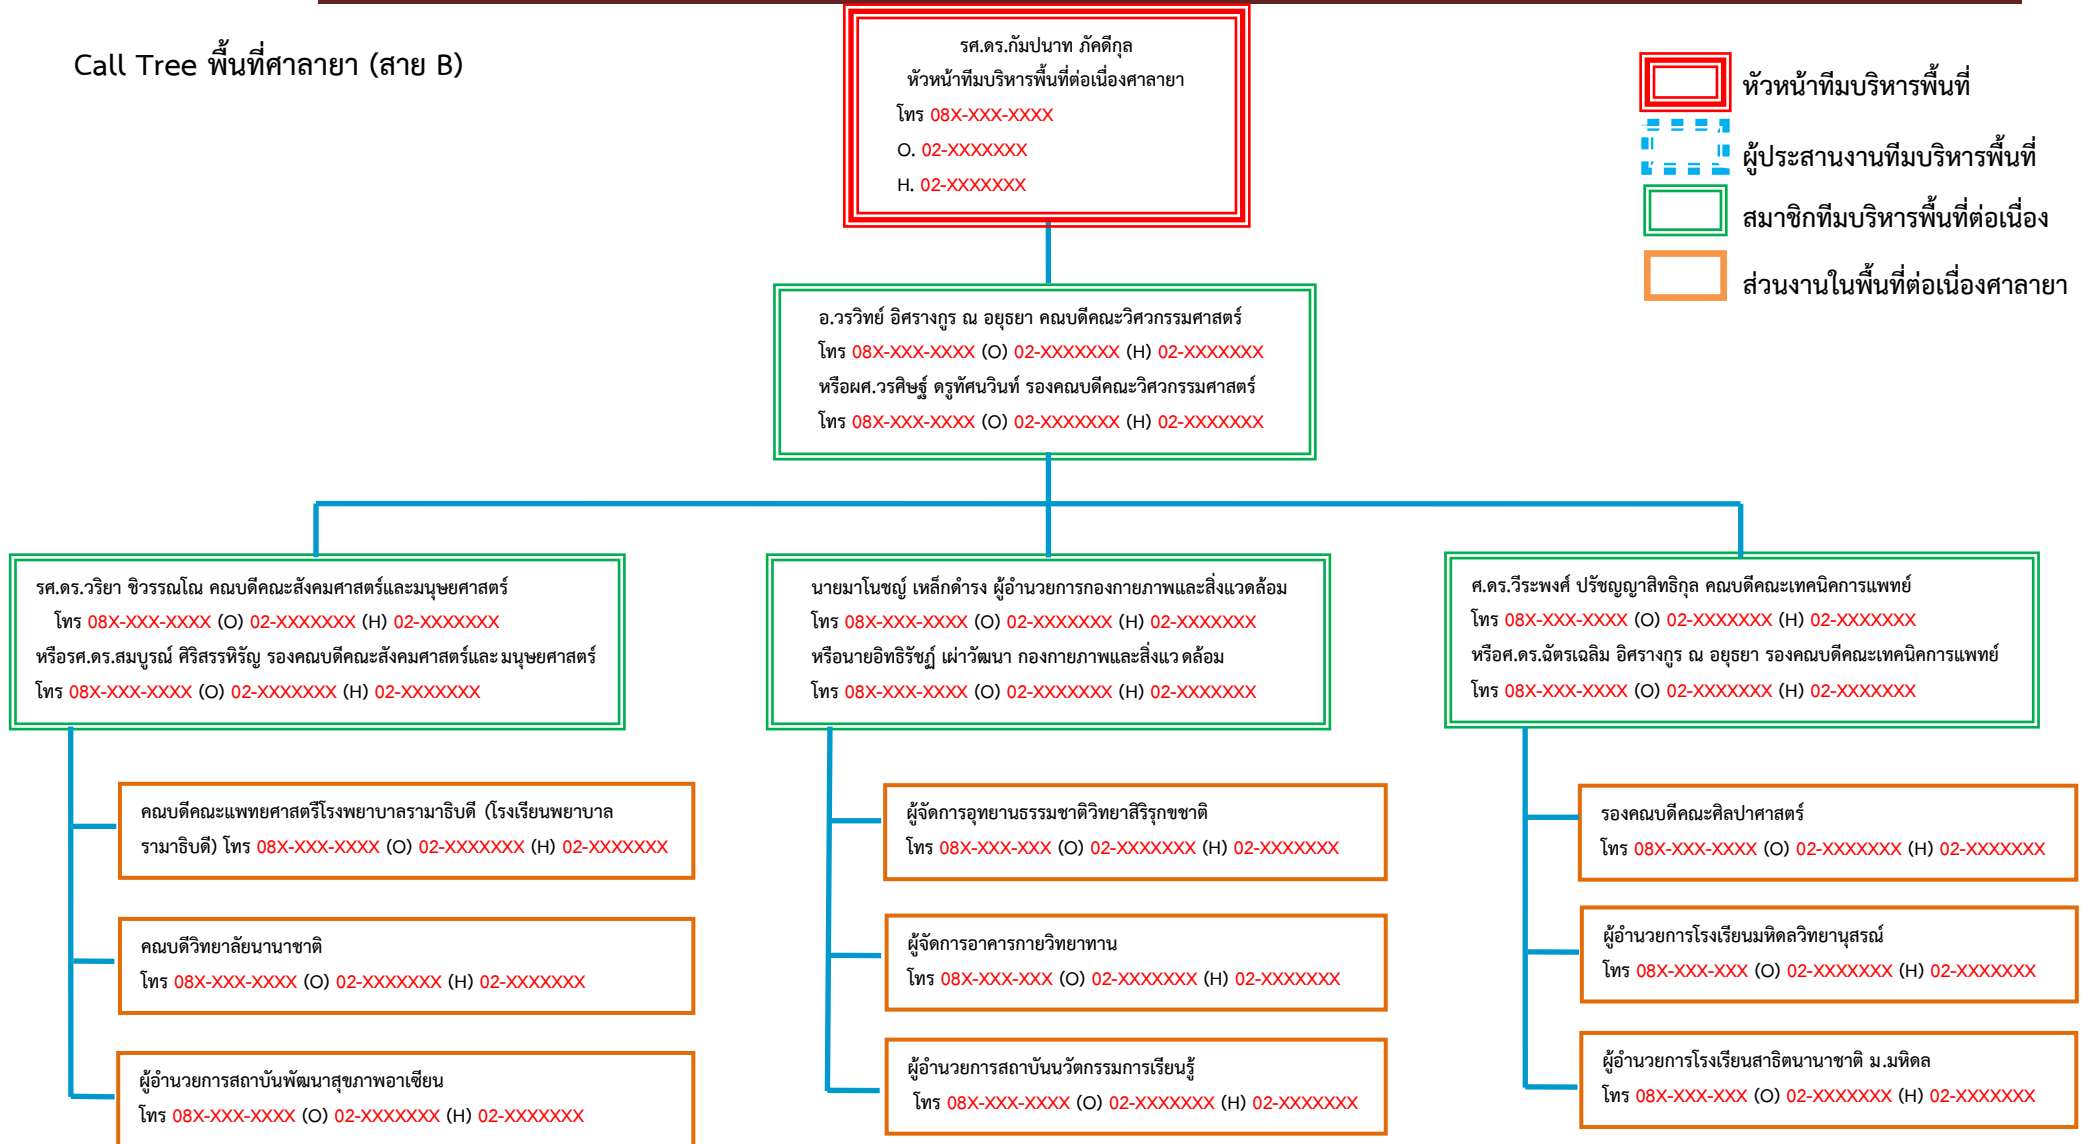 Call Tree พื้นที่ศาลายา (สาย B)
รศ.ดร.กัมปนาท ภักดีกุล
หัวหน้าทีมบริหารพื้นที่ต่อเนื่องศาลายา
โทร 08X-XXX-XXXX
O. 02-XXXXXXX
H. 02-XXXXXXX
หัวหน้าทีมบริหารพื้นที่
ผู้ประสานงานทีมบริหารพื้นที่
สมาชิกทีมบริหารพื้นที่ต่อเนื่อง
ส่วนงานในพื้นที่ต่อเนื่องศาลายา
อ.วรวิทย์ อิศรางกูร ณ อยุธยา คณบดีคณะวิศวกรรมศาสตร์
โทร 08X-XXX-XXXX (O) 02-XXXXXXX (H) 02-XXXXXXX
หรือผศ.วรศิษฐ์ ดรูทัศนวินท์ รองคณบดีคณะวิศวกรรมศาสตร์
โทร 08X-XXX-XXXX (O) 02-XXXXXXX (H) 02-XXXXXXX
รศ.ดร.วริยา ชิวรรณโณ คณบดีคณะสังคมศาสตร์และมนุษยศาสตร์
โทร 08X-XXX-XXXX (O) 02-XXXXXXX (H) 02-XXXXXXX
หรือรศ.ดร.สมบูรณ์ ศิริสรรหิรัญ รองคณบดีคณะสังคมศาสตร์และมนุษยศาสตร์
โทร 08X-XXX-XXXX (O) 02-XXXXXXX (H) 02-XXXXXXX
คณบดีคณะแพทยศาสตรืโรงพยาบาลรามาธิบดี (โรงเรียนพยาบาล
รามาธิบดี) โทร 08X-XXX-XXXX (O) 02-XXXXXXX (H) 02-XXXXXXX
คณบดีวิทยาลัยนานาชาติ
โทร 08X-XXX-XXXX (O) 02-XXXXXXX (H) 02-XXXXXXX
ผู้อำนวยการสถาบันพัฒนาสุขภาพอาเซียน
โทร 08X-XXX-XXXX (O) 02-XXXXXXX (H) 02-XXXXXXX
นายมาโนชญ์ เหล็กดำรง ผู้อำนวยการกองกายภาพและสิ่งแวดล้อม
โทร 08X-XXX-XXXX (O) 02-XXXXXXX (H) 02-XXXXXXX
หรือนายอิทธิรัชฏ์ เผ่าวัฒนา กองกายภาพและสิ่งแวดล้อม
โทร 08X-XXX-XXXX (O) 02-XXXXXXX (H) 02-XXXXXXX
ผู้จัดการอุทยานธรรมชาติวิทยาสิริรุกขชาติ
โทร 08X-XXX-XXX (O) 02-XXXXXXX (H) 02-XXXXXXX
ผู้จัดการอาคารกายวิทยาทาน
โทร 08X-XXX-XXX (O) 02-XXXXXXX (H) 02-XXXXXXX
ผู้อำนวยการสถาบันนวัตกรรมการเรียนรู้
โทร 08X-XXX-XXXX (O) 02-XXXXXXX (H) 02-XXXXXXX
ศ.ดร.วีระพงศ์ ปรัชญญาสิทธิกุล คณบดีคณะเทคนิคการแพทย์
โทร 08X-XXX-XXXX (O) 02-XXXXXXX (H) 02-XXXXXXX
หรือศ.ดร.ฉัตรเฉลิม อิศรางกูร ณ อยุธยา รองคณบดีคณะเทคนิคการแพทย์
โทร 08X-XXX-XXXX (O) 02-XXXXXXX (H) 02-XXXXXXX
รองคณบดีคณะศิลปาศาสตร์
โทร 08X-XXX-XXXX (O) 02-XXXXXXX (H) 02-XXXXXXX
ผู้อำนวยการโรงเรียนมหิดลวิทยานุสรณ์
โทร 08X-XXX-XXX (O) 02-XXXXXXX (H) 02-XXXXXXX
ผู้อำนวยการโรงเรียนสาธิตนานาชาติ ม.มหิดล
โทร 08X-XXX-XXX (O) 02-XXXXXXX (H) 02-XXXXXXX